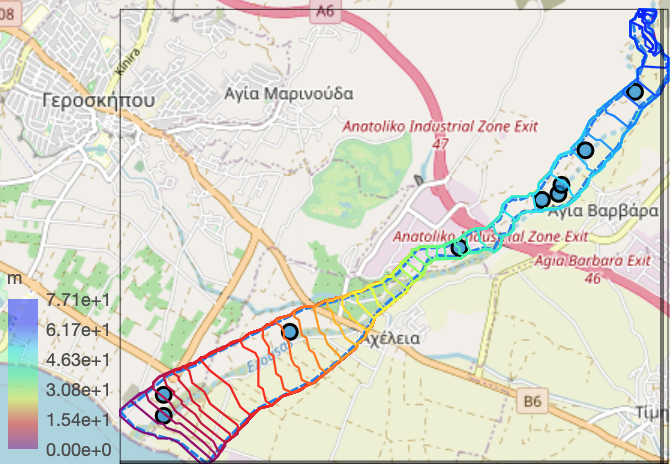 08
A6
Kinira
Γεροσκήπου
Αγία Μαρινούδα
Anatoliko Industrial Zone Exit
47
Αγία Βαρβάρα
Anatoliko Industrial Zone Exit
Agia Barbara Exit
46
m
7.71e+1
6.17e+1
4.63e+1
3.08e+1
1.54e+1
0.00e+0
Αχέλεια
B6
Τίμη